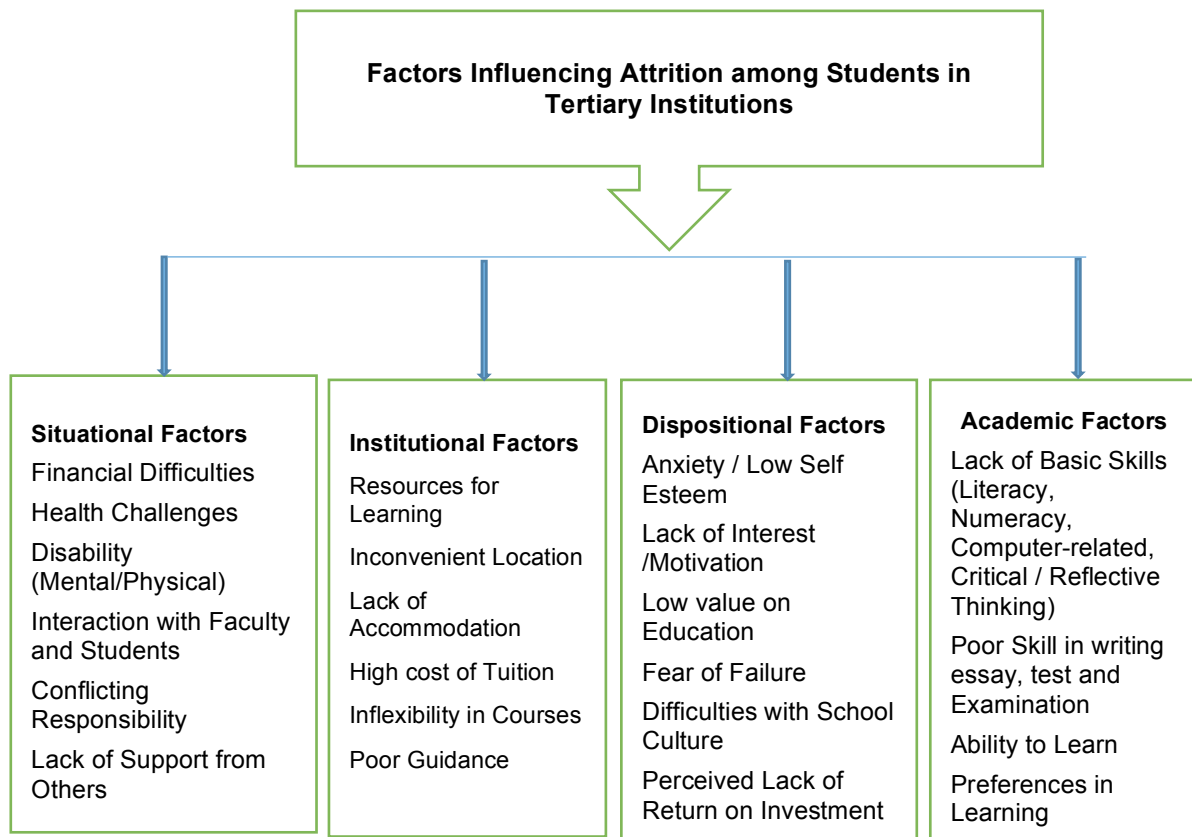 Factors Influencing Attrition among Students in
Tertiary Institutions
Situational Factors
Financial Difficulties
Health Challenges
Disability
(Mental/Physical)
Interaction with Faculty
and Students
Conflicting
Responsibility
Lack of Support from
Others
Institutional Factors
Resources for
Learning
Inconvenient Location
Lack of
Accommodation
High cost of Tuition
Inflexibility in Courses
Poor Guidance
Dispositional Factors
Anxiety / Low Self
Esteem
Lack of Interest
/Motivation
Low value on
Education
Fear of Failure
Difficulties with School
Culture
Perceived Lack of
Return on Investment
Academic Factors
Lack of Basic Skills
(Literacy,
Numeracy,
Computer-related,
Critical / Reflective
Thinking)
Poor Skill in writing
essay, test and
Examination
Ability to Learn
Preferences in
Learning